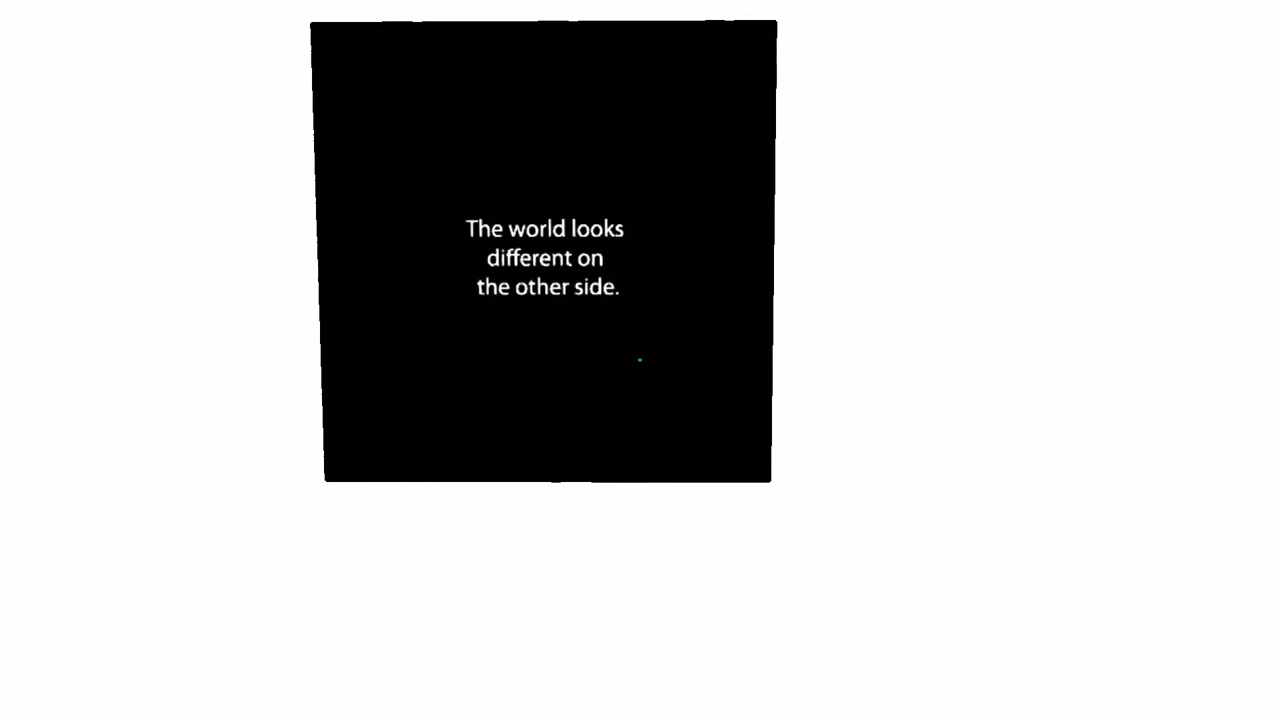 The world looks
different on
the other side.